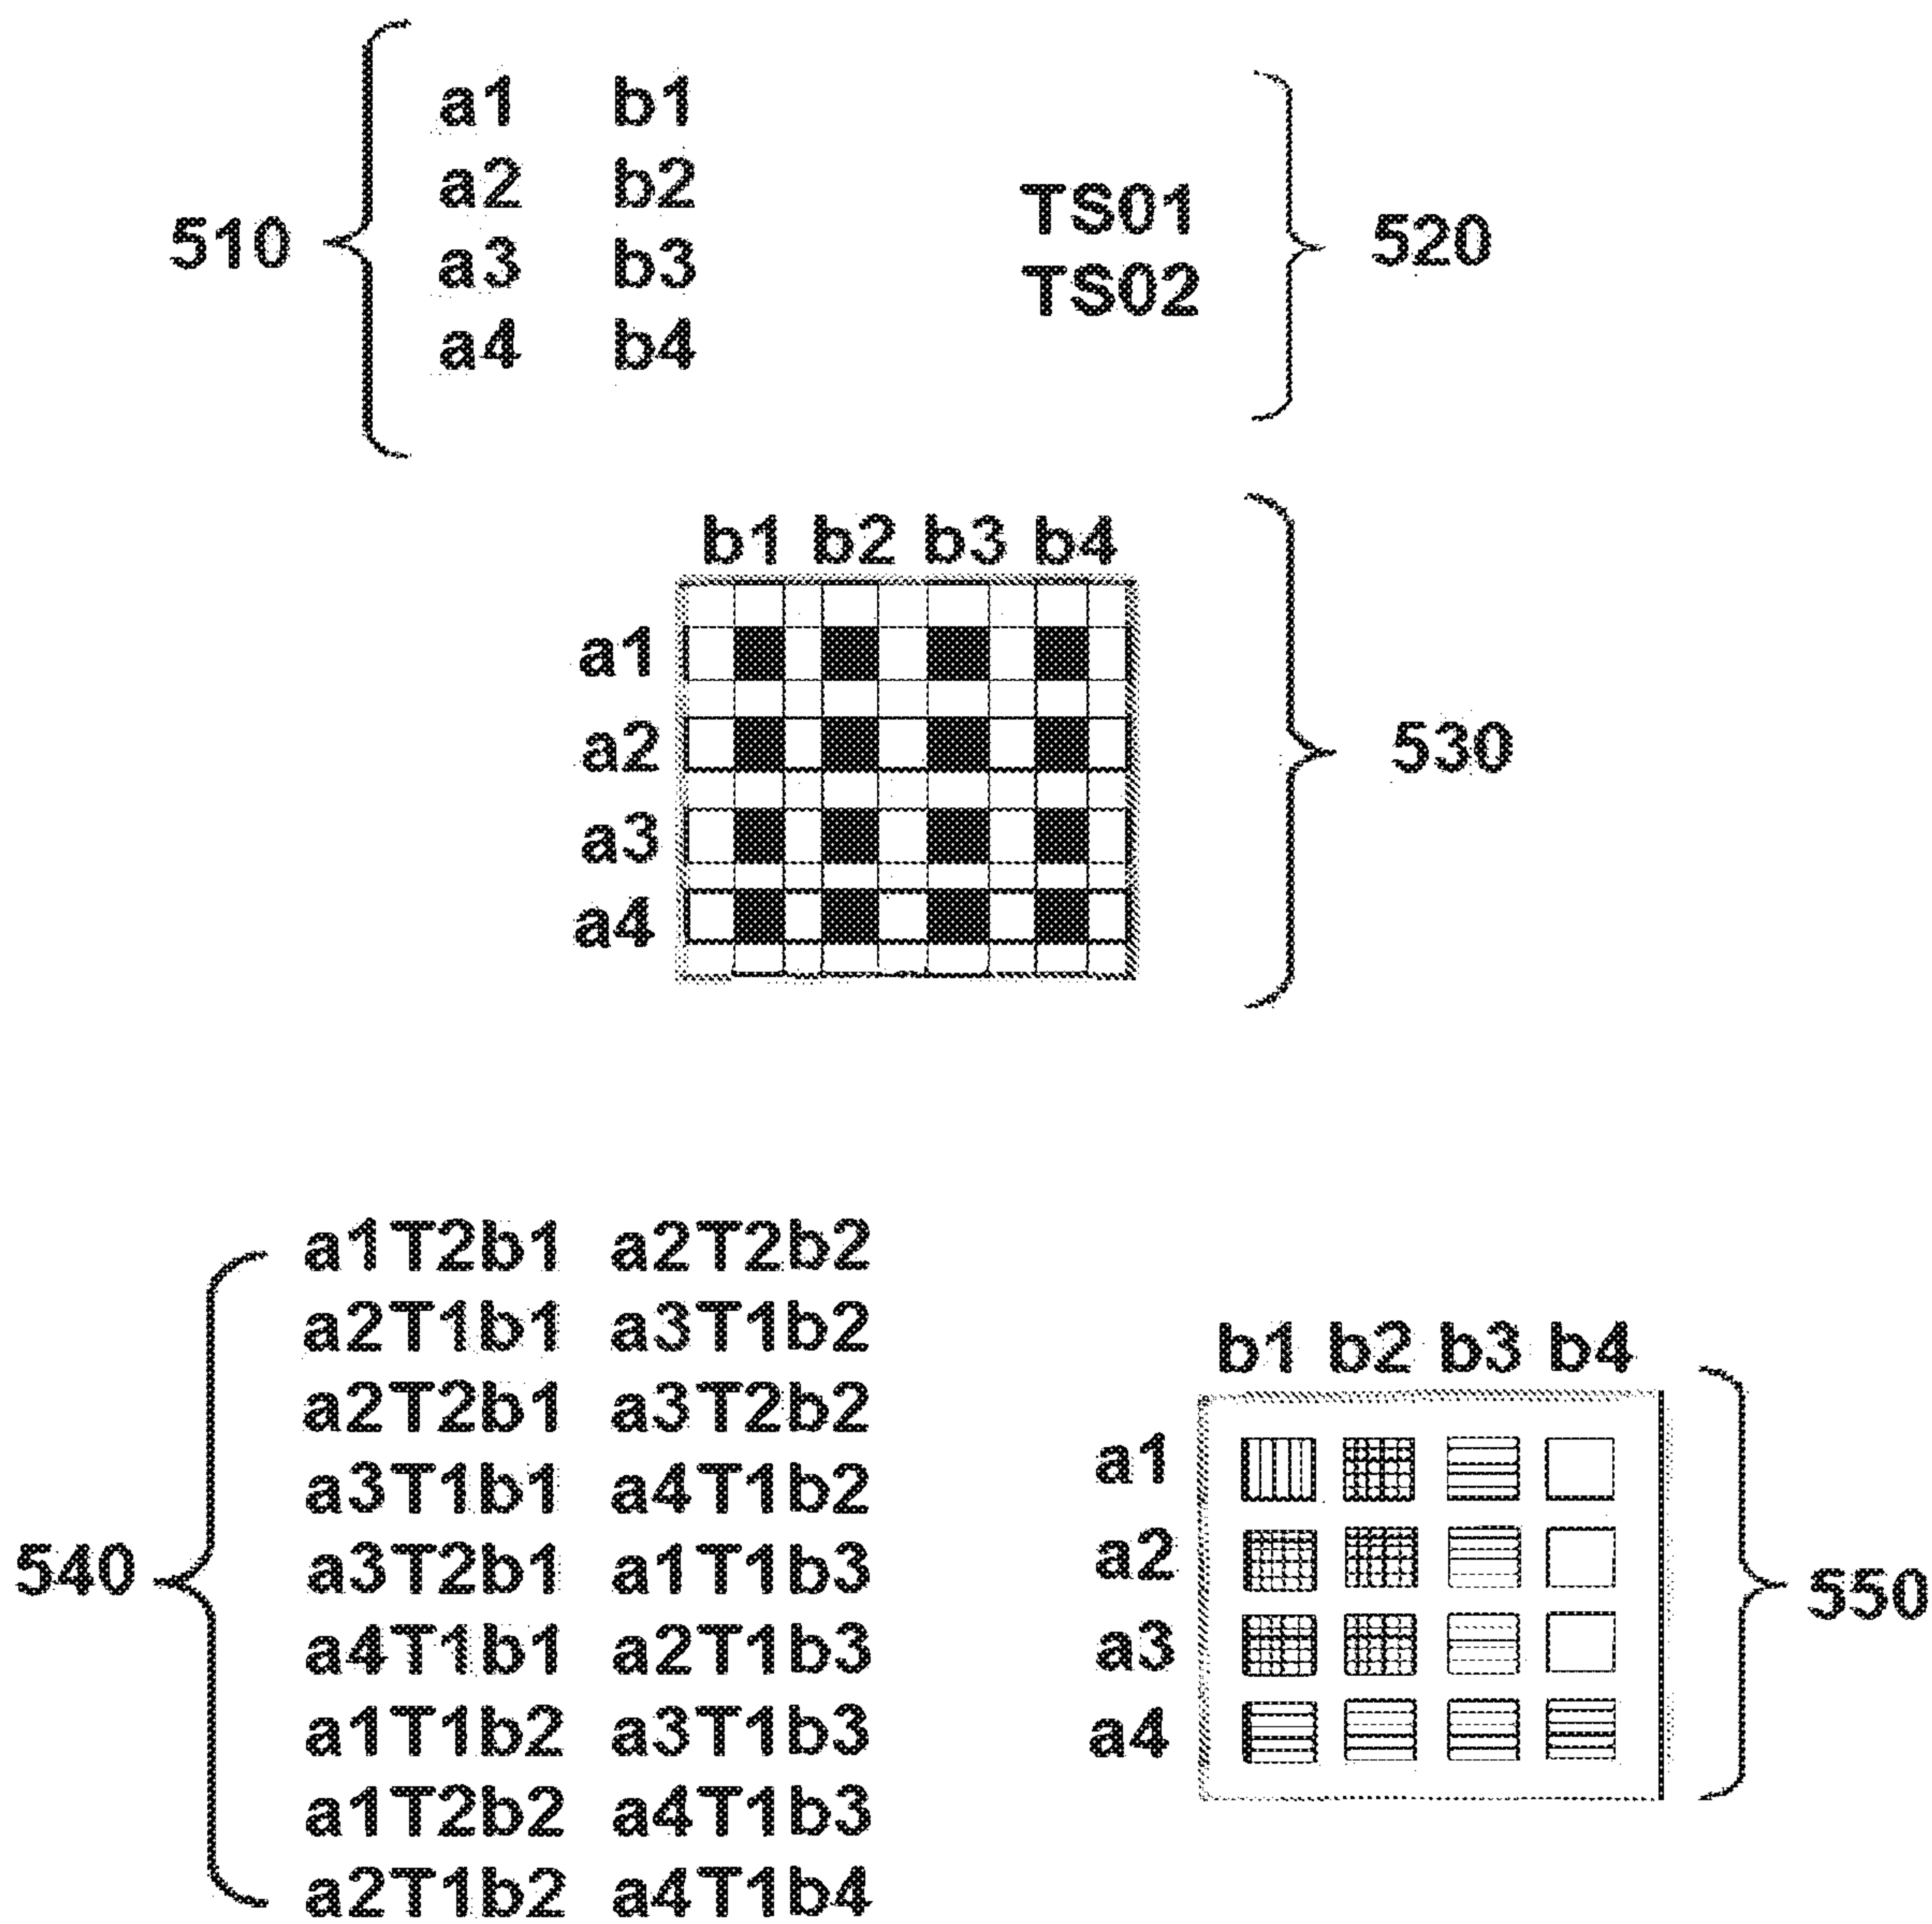 a1 b1
a2 b2
TS01
510 a3 b3 520
TS02
a4 b4
b1 b2 b3 b4
a1
a2 530
a3
a4
a1T2b1 a2T2b2
a2T1b1 a3T1b2
b1 b2 b3 b4
a2T2b1 a3T2b2
a1
a3T1b1 a4T1b2
a2
540 a3T2b1 a1T1b3 550
a3
a4T1b1 a2T1b3
a4
a1T1b2 a3T1b3
a1T2b2 a4T1b3
a2T1b2 a4T1b4